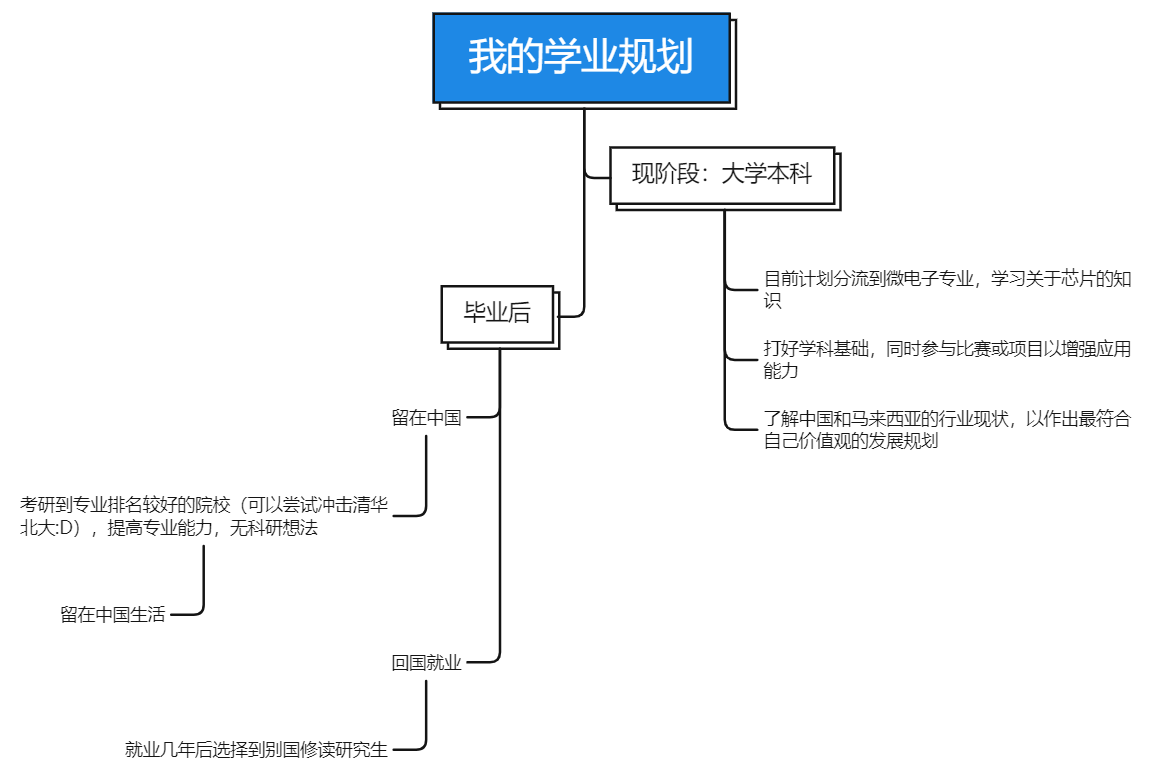 我的学业规划
现阶段：大学本科
目前计划分流到微电子专业，学习关于芯片的知
识
打好学科基础，同时参与比赛或项目以增强应用
能力
了解中国和马来西亚的行业现状，以作出最符合
自己价值观的发展规划
毕业后
留在中国
考研到专业排名较好的院校（可以尝试冲击清华
北大:D），提高专业能力，无科研想法
留在中国生活
回国就业
就业几年后选择到别国修读研究生